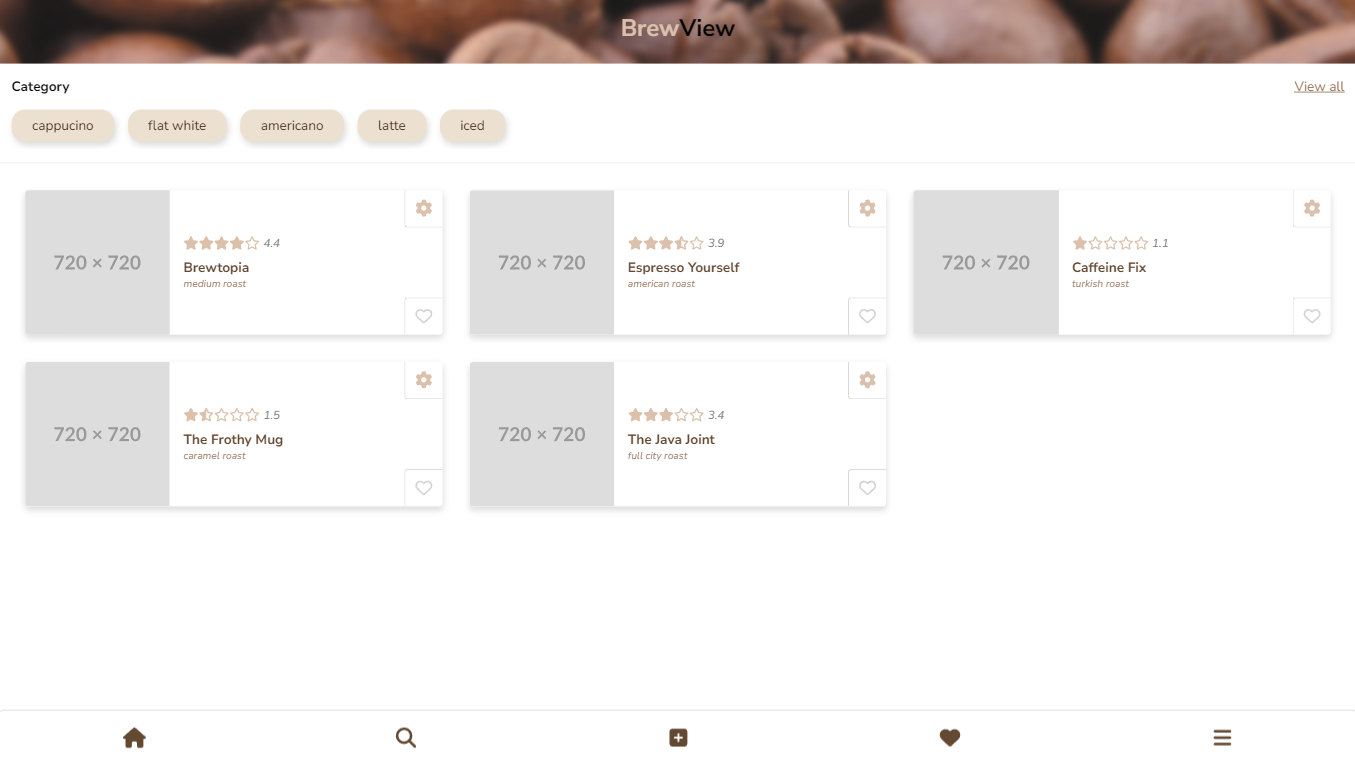 BrewView
Category
View all
cappucino
flat white
americano
latte
iced
720 × 720
4.4
Brewtopia
medium roast
720 × 720
3.9
Espresso Yourself
american roast
720 × 720
1.1
Caffeine Fix
turkish roast
720 × 720
1.5
The Frothy Mug
caramel roast
720 × 720
3.4
The Java Joint
full city roast